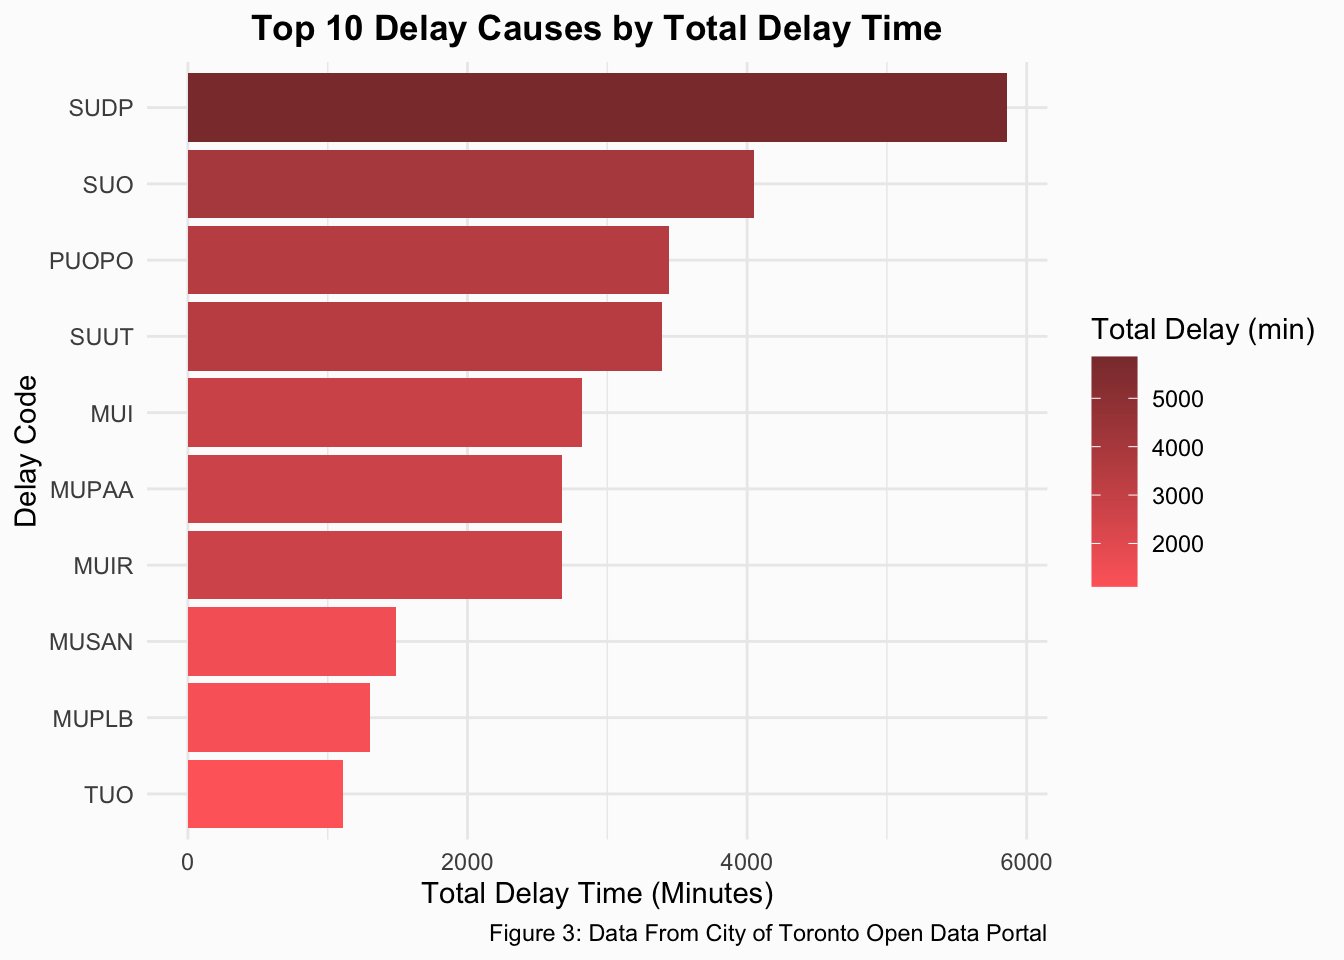 Top 10 Delay Causes by Total Delay Time
Delay Code
SUDP
SUO
PUOPO
SUUT
MUI
MUPAA
MUIR
MUSAN
MUPLB
TUO
0 2000 4000 6000
Total Delay Time (Minutes)
Total Delay (min)
5000
4000
3000
2000
Figure 3: Data From City of Toronto Open Data Portal